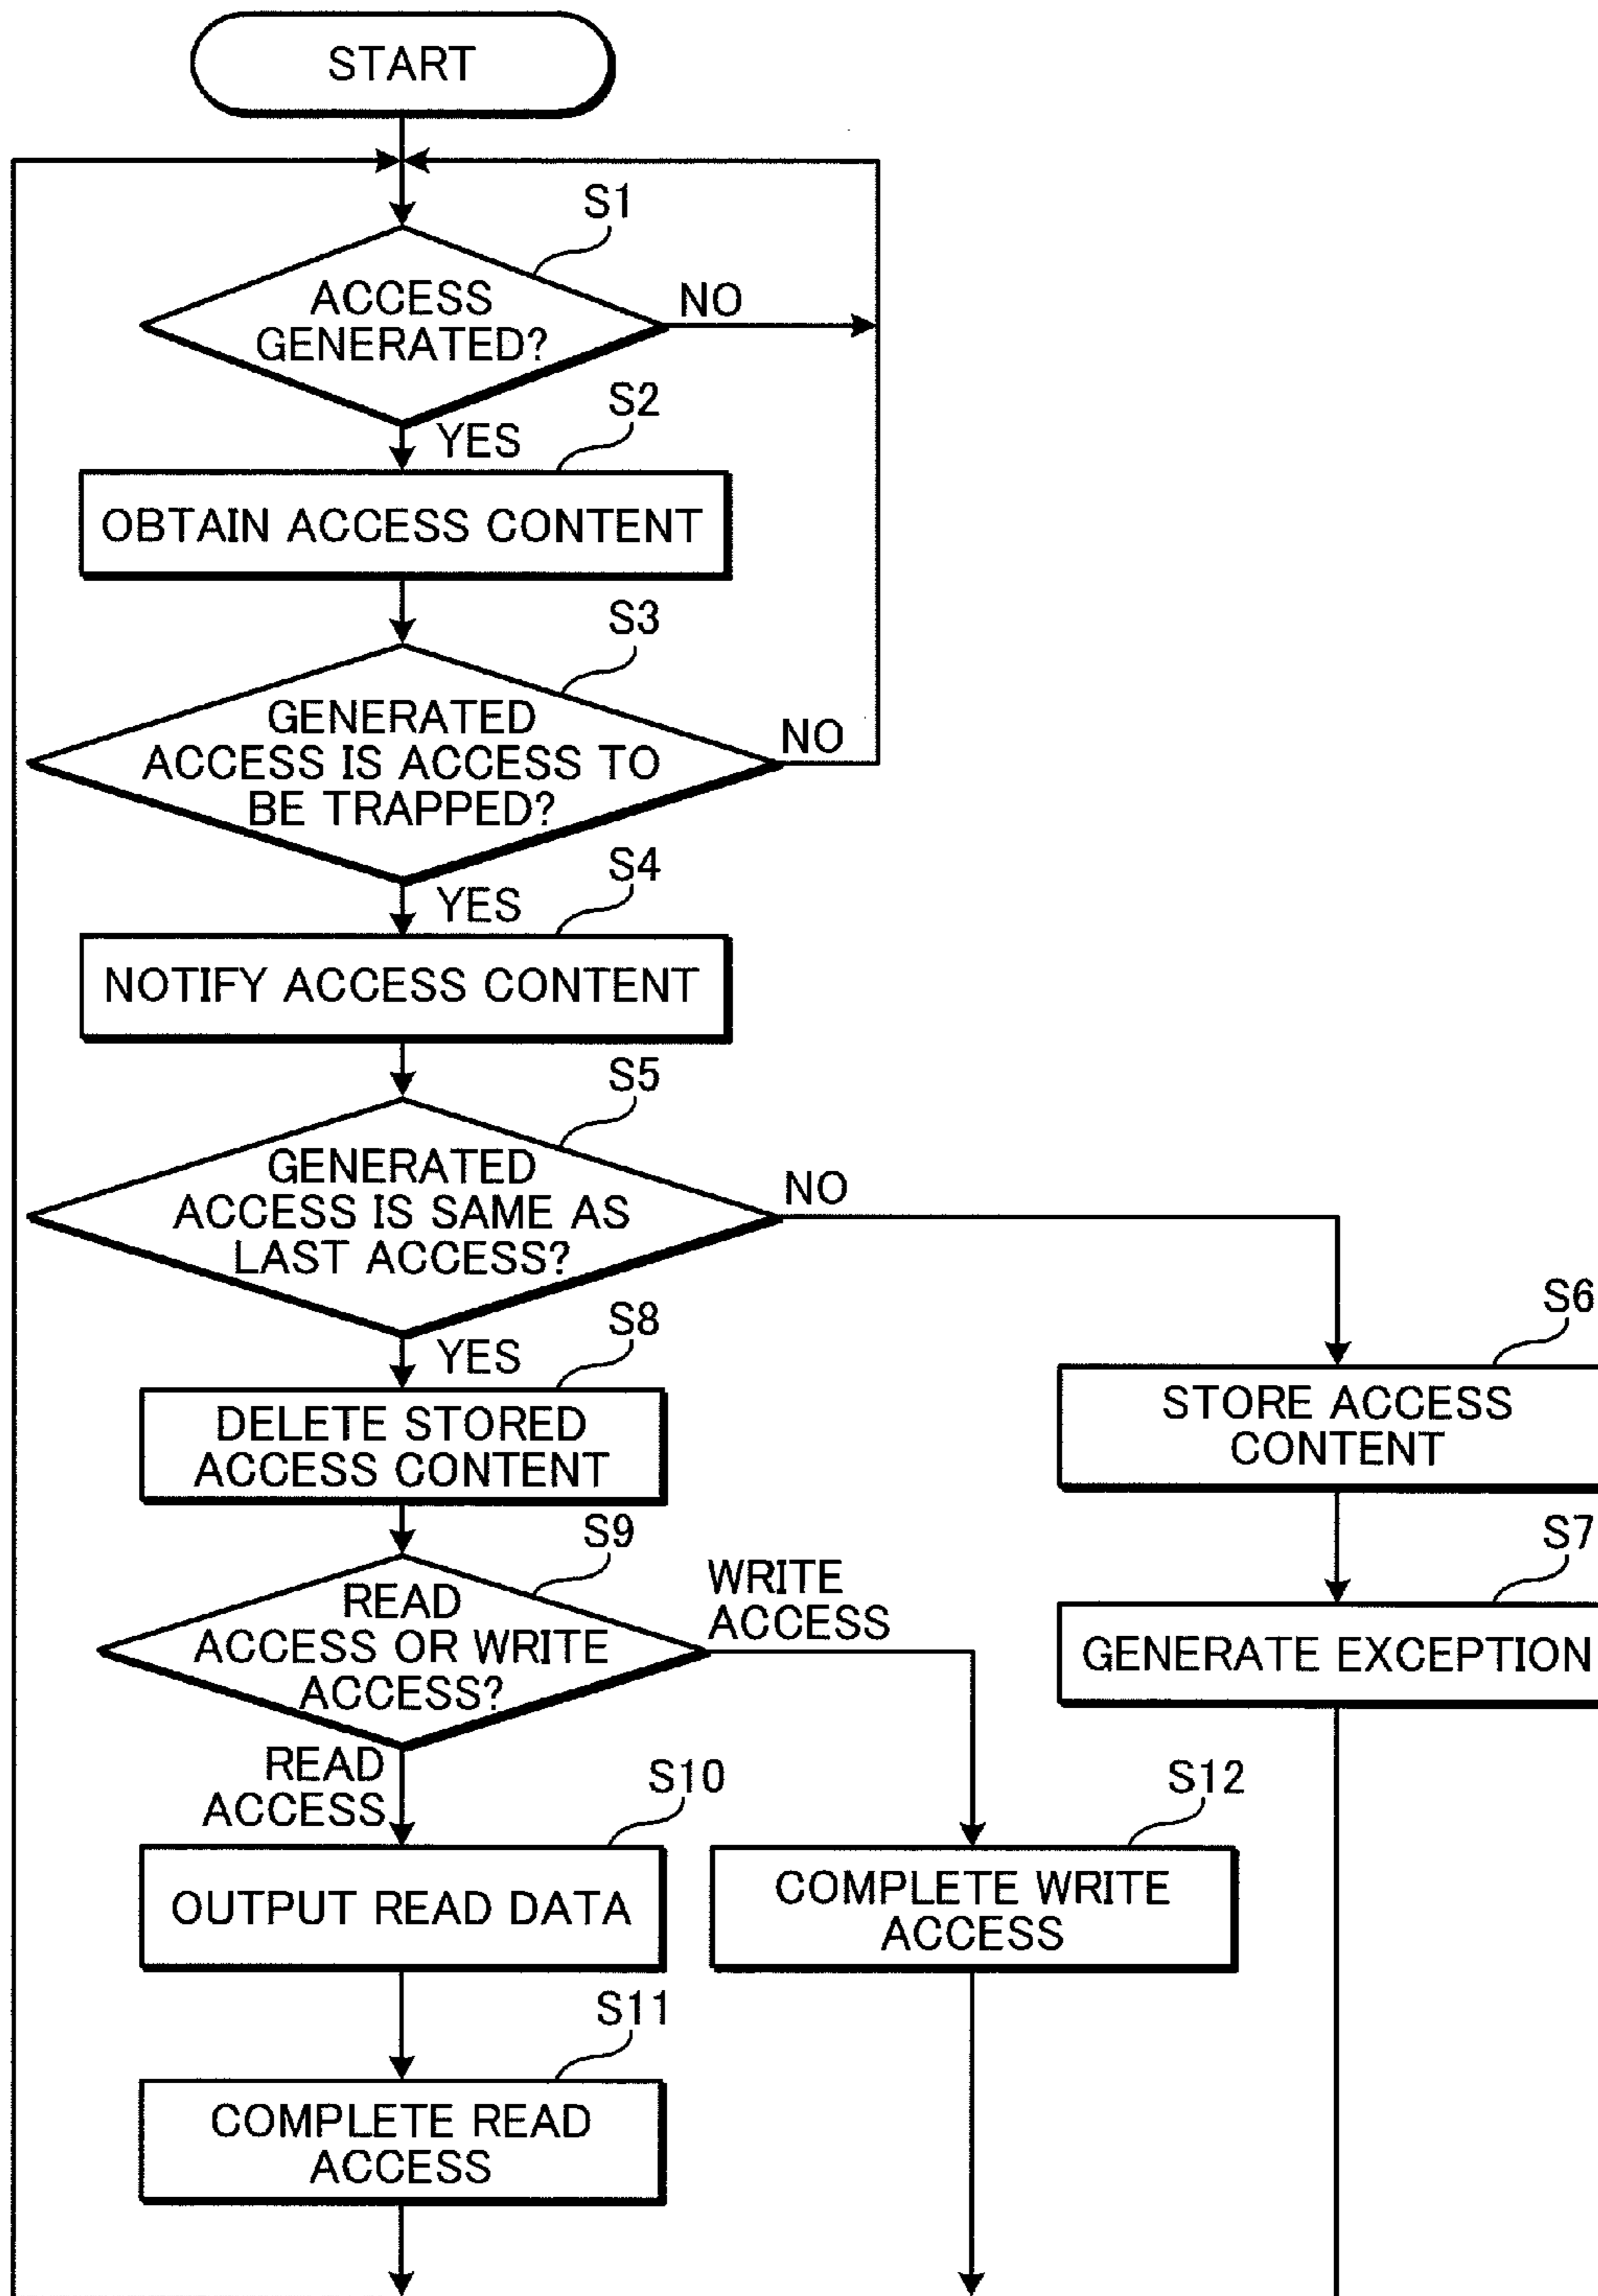 START
S1
ACCESS
GENERATED?
NO
YES
S2
OBTAIN ACCESS CONTENT
S3
GENERATED
ACCESS IS ACCESS TO
BE TRAPPED?
NO
YES
S4
NOTIFY ACCESS CONTENT
S5
GENERATED
ACCESS IS SAME AS
LAST ACCESS?
NO
YES
S6
STORE ACCESS
CONTENT
S7
GENERATE EXCEPTION
S8
DELETE STORED
ACCESS CONTENT
S9
READ
ACCESS OR WRITE
ACCESS?
WRITE
ACCESS
READ
ACCESS
S10
OUTPUT READ DATA
S11
COMPLETE READ
ACCESS
S12
COMPLETE WRITE
ACCESS